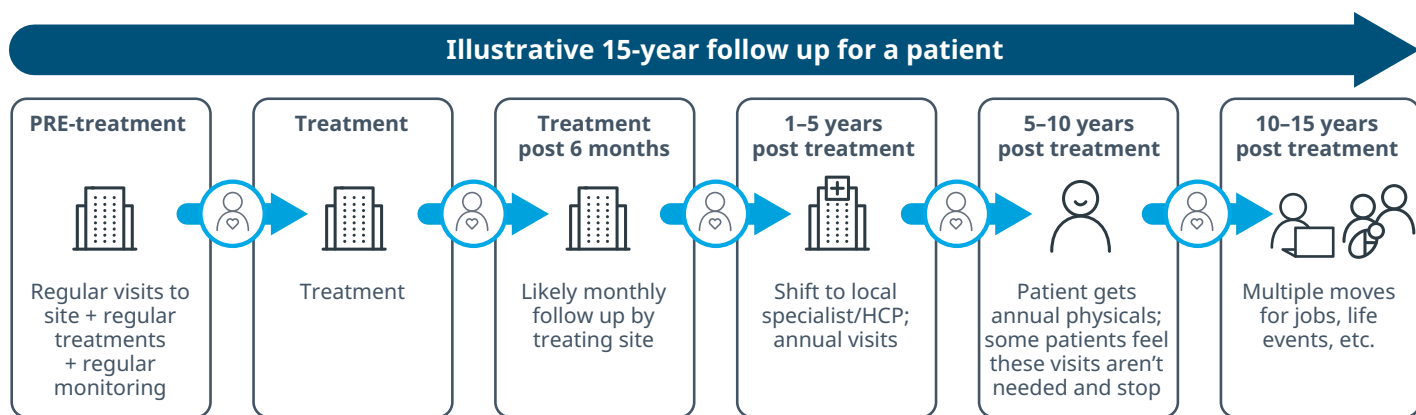 Illustrative 15-year follow up for a patient
PRE-treatment
Regular visits to
site + regular
treatments
+ regular
monitoring
Treatment
Treatment
Treatment
post 6 months
Likely monthly
follow up by
treating site
1–5 years
post treatment
Shift to local
specialist/HCP;
annual visits
5–10 years
post treatment
Patient gets
annual physicals;
some patients feel
these visits aren’t
needed and stop
10–15 years
post treatment
Multiple moves
for jobs, life
events, etc.